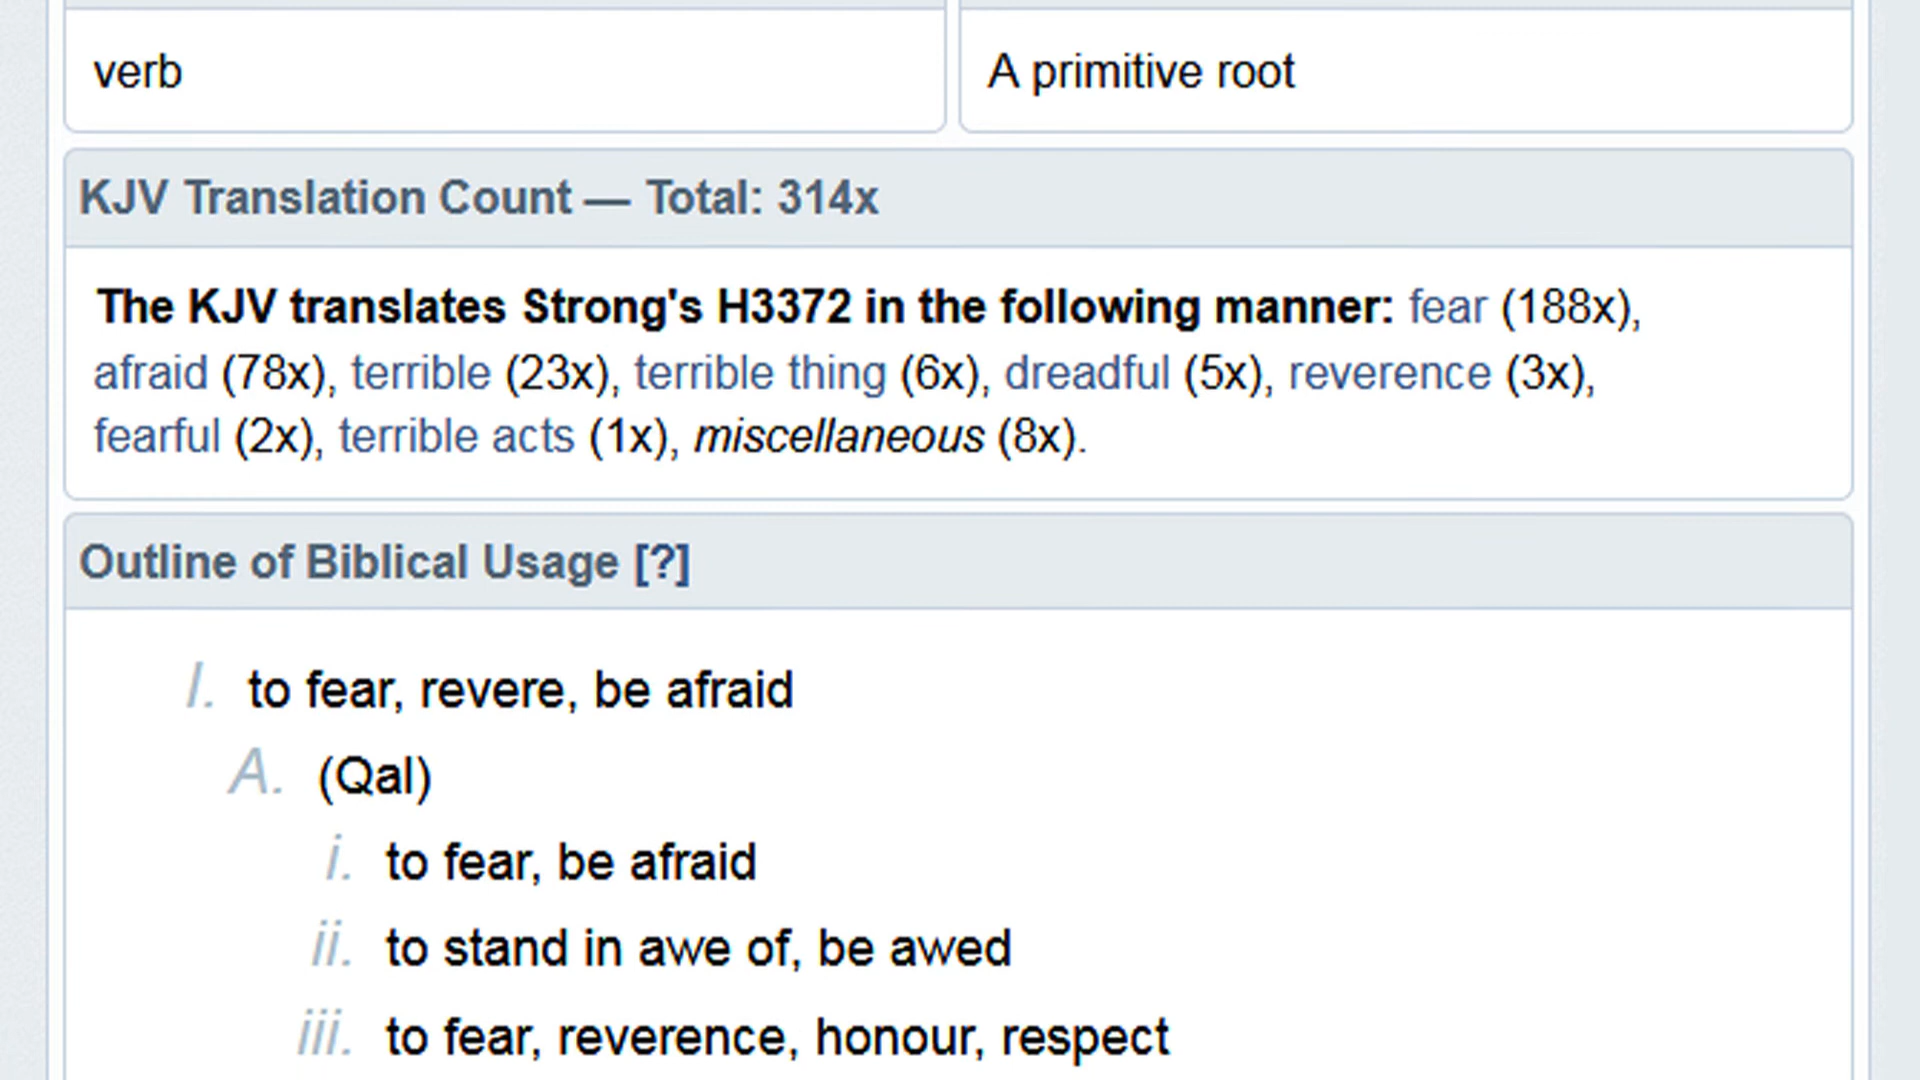 verb
A primitive root
KJV Translation Count — Total: 314x
The KJV translates Strong's H3372 in the following manner: fear (188x),
afraid (78x), terrible (23x), terrible thing (6x), dreadful (5x), reverence (3x),
fearful (2x), terrible acts (1x), miscellaneous (8x).
Outline of Biblical Usage [?]
I. to fear, revere, be afraid
A. (Qal)
i. to fear, be afraid
ii. to stand in awe of, be awed
iii. to fear, reverence, honour, respect